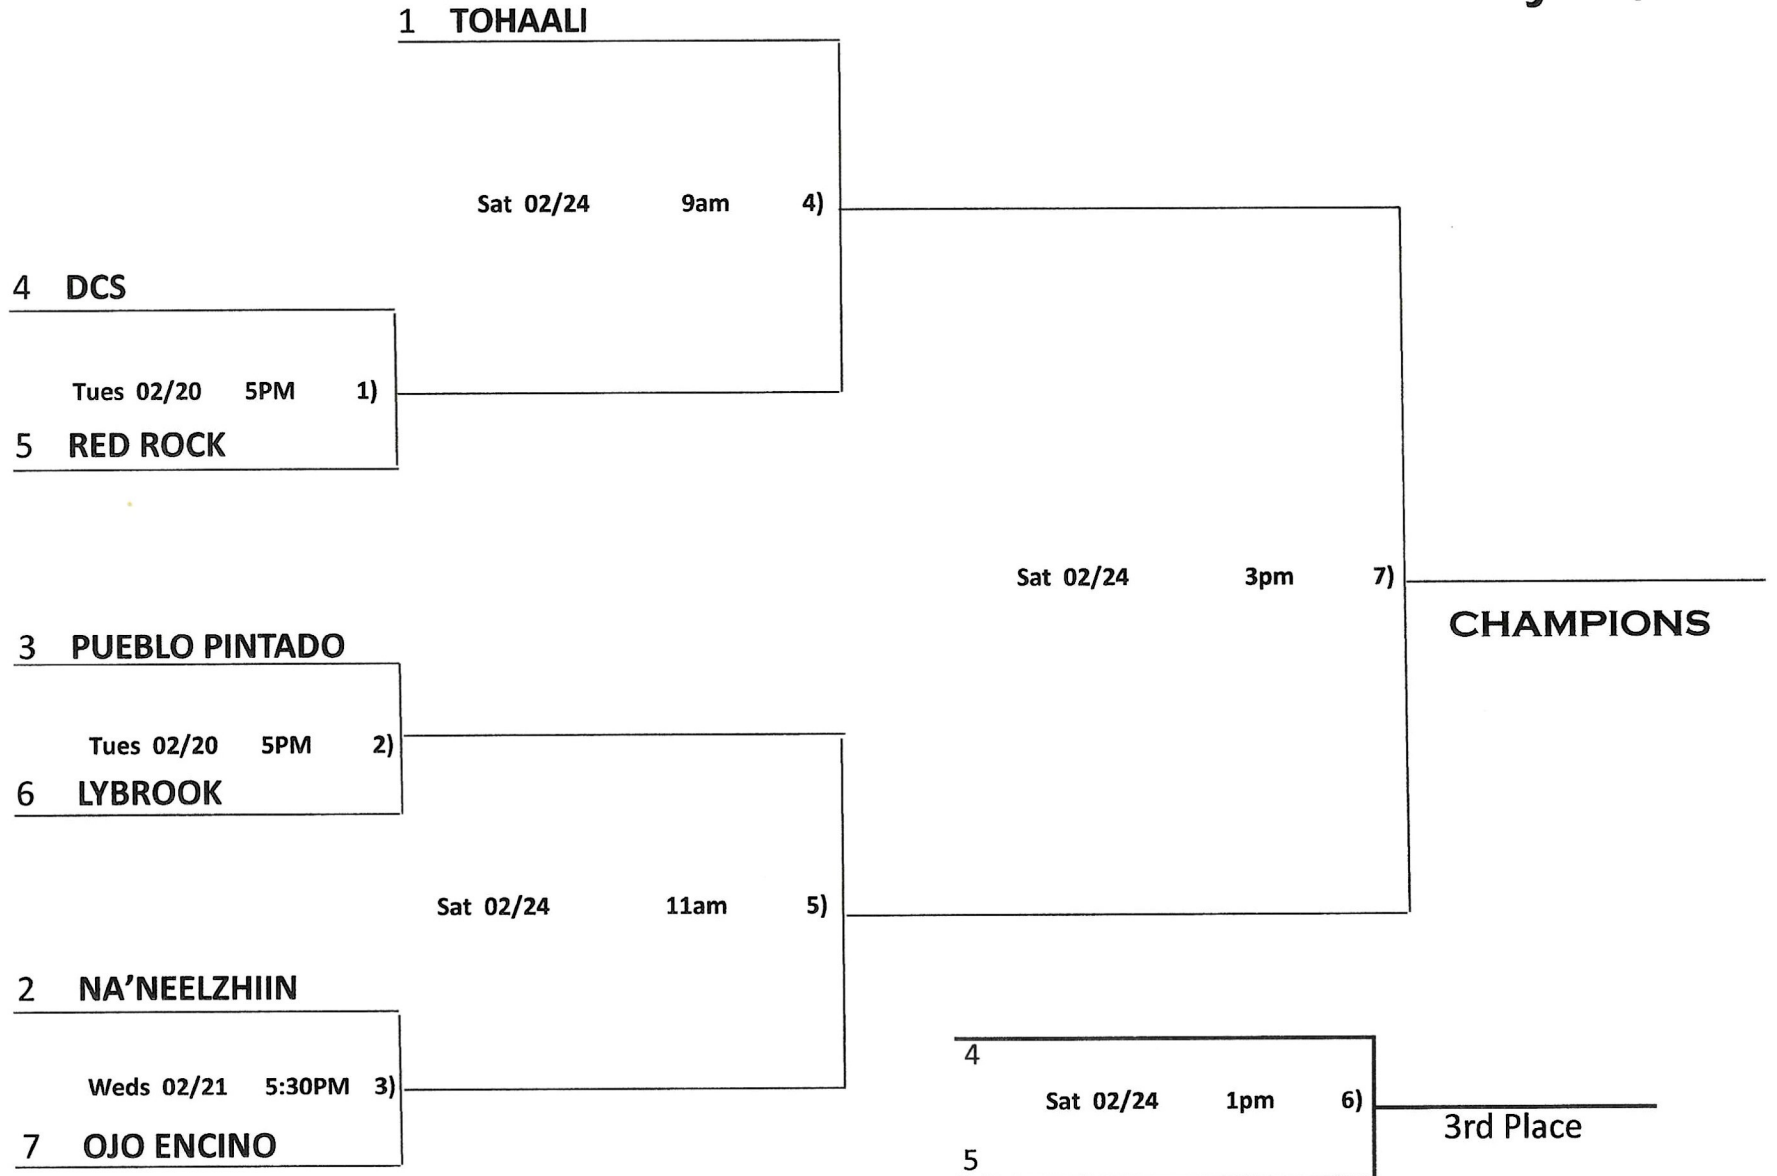 1 TOHAALI
Sat 02/24 9am 4)
4 DCS
Tues 02/20 5PM 1)
5 RED ROCK
Sat 02/24 3pm 7)
CHAMPIONS
3 PUEBLO PINTADO
Tues 02/20 5PM 2)
6 LYBROOK
Sat 02/24 11am 5)
2 NA’NEELZHIIN
4
Weds 02/21 5:30PM 3)
Sat 02/24 1pm 6)
3rd Place
7 OJO ENCINO
5